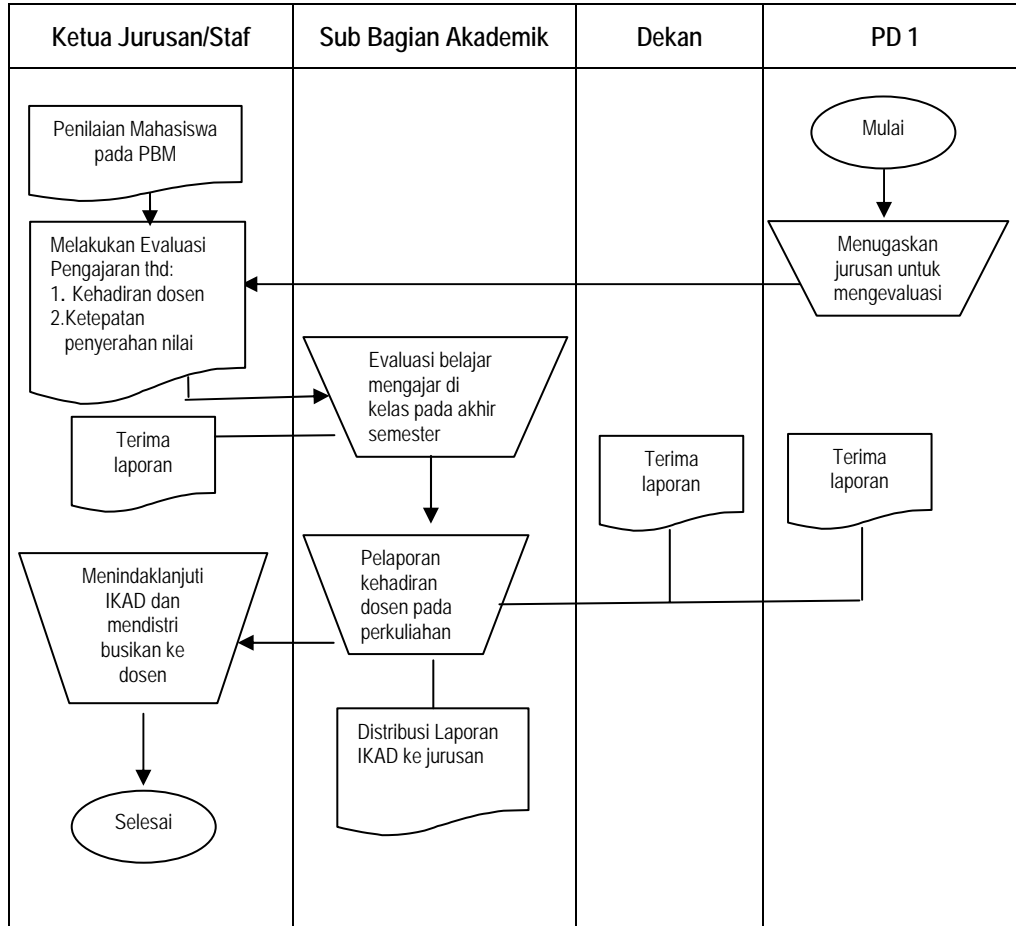 Ketua Jurusan/Staf
Sub Bagian Akademik
Dekan
PD 1
Penilaian Mahasiswa
pada PBM
Mulai
Melakukan Evaluasi
Pengajaran thd:
1. Kehadiran dosen
2.Ketepatan
penyerahan nilai
Menugaskan
jurusan untuk
mengevaluasi
Evaluasi belajar
mengajar di
kelas pada akhir
semester
Terima
laporan
Terima
laporan
Terima
laporan
Pelaporan
kehadiran
dosen pada
perkuliahan
Menindaklanjuti
IKAD dan
mendistri
busikan ke
dosen
Distribusi Laporan
IKAD ke jurusan
Selesai